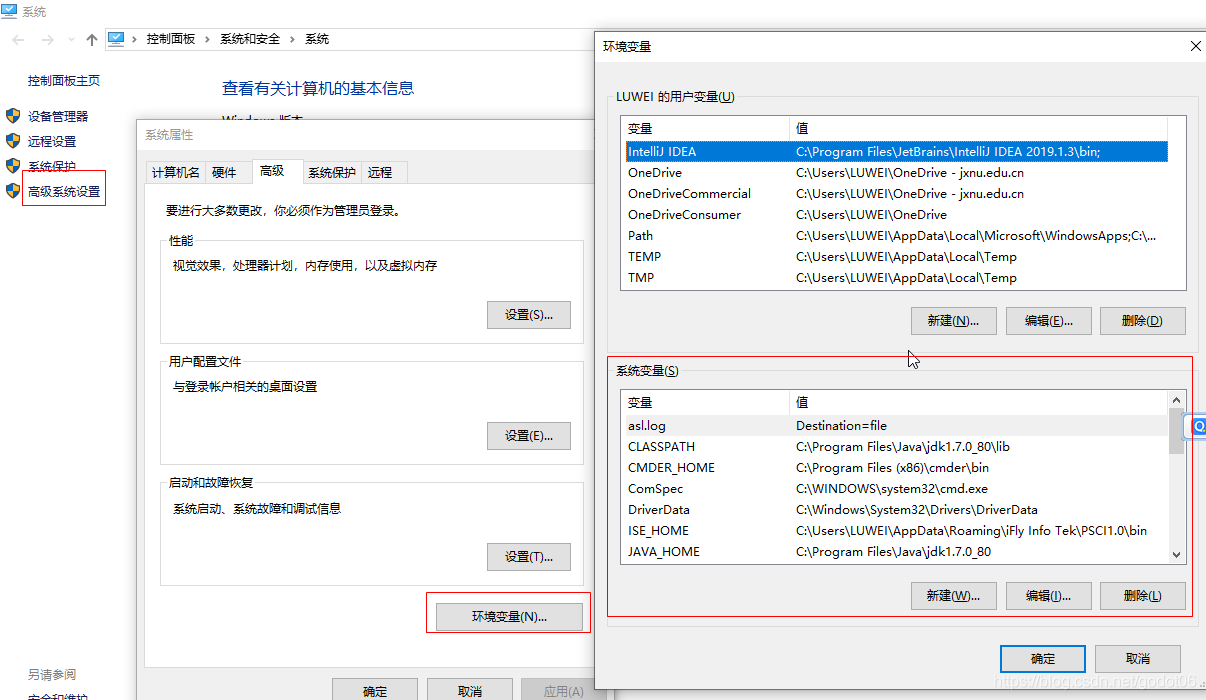 系统
控制面板 › 系统和安全 › 系统
控制面板主页
设备管理器
远程设置
系统保护
高级系统设置
另请参阅
安全和维护
查看有关计算机的基本信息
Windows 版本
系统属性
计算机名 硬件 高级 系统保护 远程
要进行大多数更改，你必须作为管理员登录。
性能
视觉效果，处理器计划，内存使用，以及虚拟内存
设置(S)...
用户配置文件
与登录帐户相关的桌面设置
设置(E)...
启动和故障恢复
系统启动、系统故障和调试信息
设置(T)...
环境变量(N)...
确定 取消 应用(A)
环境变量
LUWEI 的用户变量(U)
变量 值
IntelliJ IDEA C:\Program Files\JetBrains\IntelliJ IDEA 2019.1.3\bin;
OneDrive C:\Users\LUWEI\OneDrive - jxnu.edu.cn
OneDriveCommercial C:\Users\LUWEI\OneDrive - jxnu.edu.cn
OneDriveConsumer C:\Users\LUWEI\OneDrive
Path C:\Users\LUWEI\AppData\Local\Microsoft\WindowsApps;C:\...
TEMP C:\Users\LUWEI\AppData\Local\Temp
TMP C:\Users\LUWEI\AppData\Local\Temp
新建(N)... 编辑(E)... 删除(D)
系统变量(S)
变量 值
asl.log Destination=file
CLASSPATH C:\Program Files\Java\jdk1.7.0_80\lib
CMDER_HOME C:\Program Files (x86)\cmder\bin
ComSpec C:\WINDOWS\system32\cmd.exe
DriverData C:\Windows\System32\Drivers\DriverData
ISE_HOME C:\Users\LUWEI\AppData\Roaming\iFly Info Tek\PSCI1.0\bin
JAVA_HOME C:\Program Files\Java\jdk1.7.0_80
新建(W)... 编辑(I)... 删除(L)
确定 取消